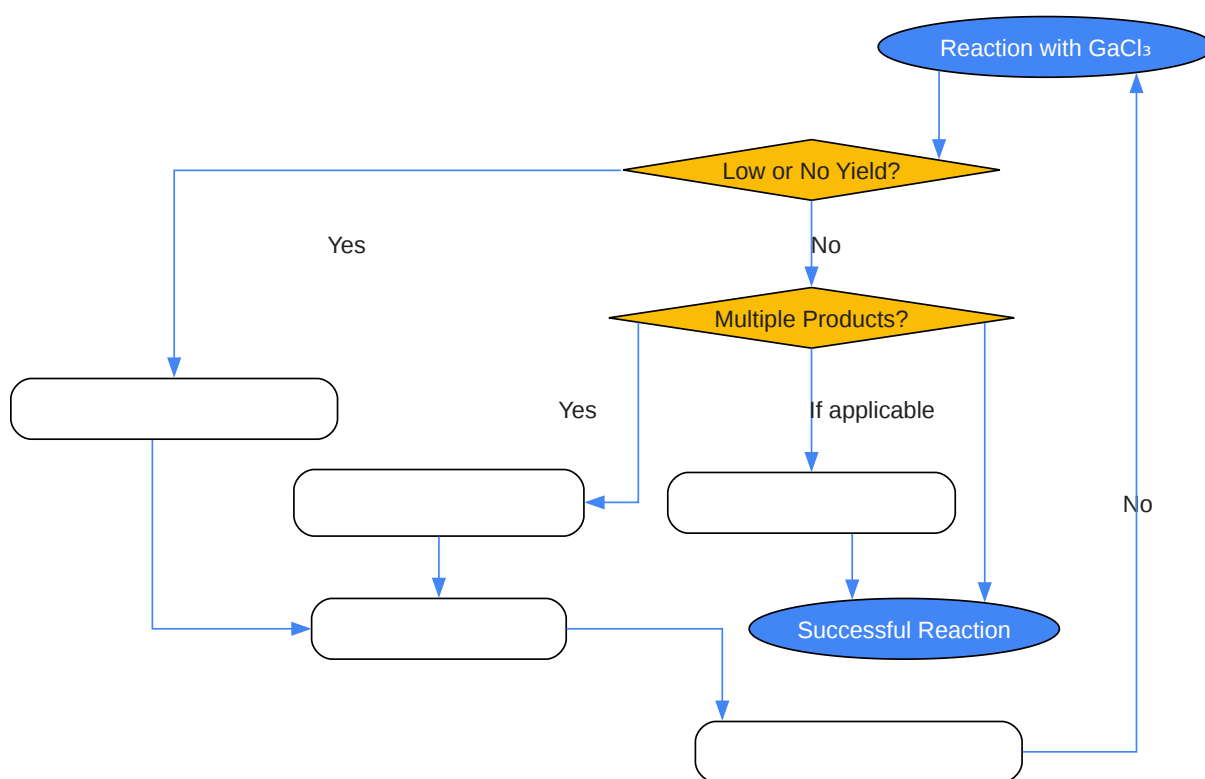 Reaction with GaCl₃
Low or No Yield?
Yes
No
Multiple Products?
Yes
If applicable
No
Successful Reaction